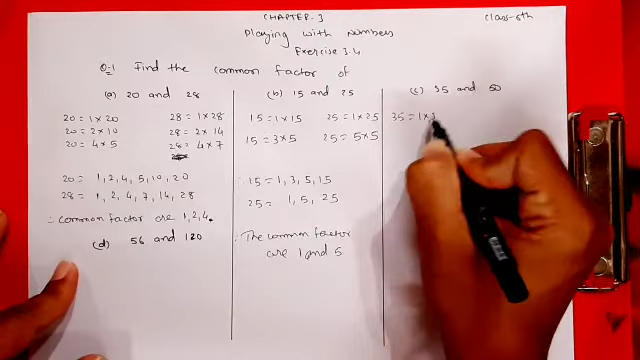 CHAPTER-3
Class-6th
Playing with Numbers
Exercise 3.4
Q-1 Find the common factor of
(a) 20 and 28
20 = 1×20 28 = 1×28
20 = 2×10 28 = 2×14
20 = 4×5 28 = 4×7
20 = 1, 2, 4, 5, 10, 20
28 = 1, 2, 4, 7, 14, 28
∴ common factor are 1, 2, 4.
(d) 56 and 120
(b) 15 and 25
15 = 1×15 25 = 1×25
15 = 3×5 25 = 5×5
15 = 1, 3, 5, 15
25 = 1, 5, 25
∴ The common factor
are 1 and 5
(c) 35 and 50
35 = 1×3